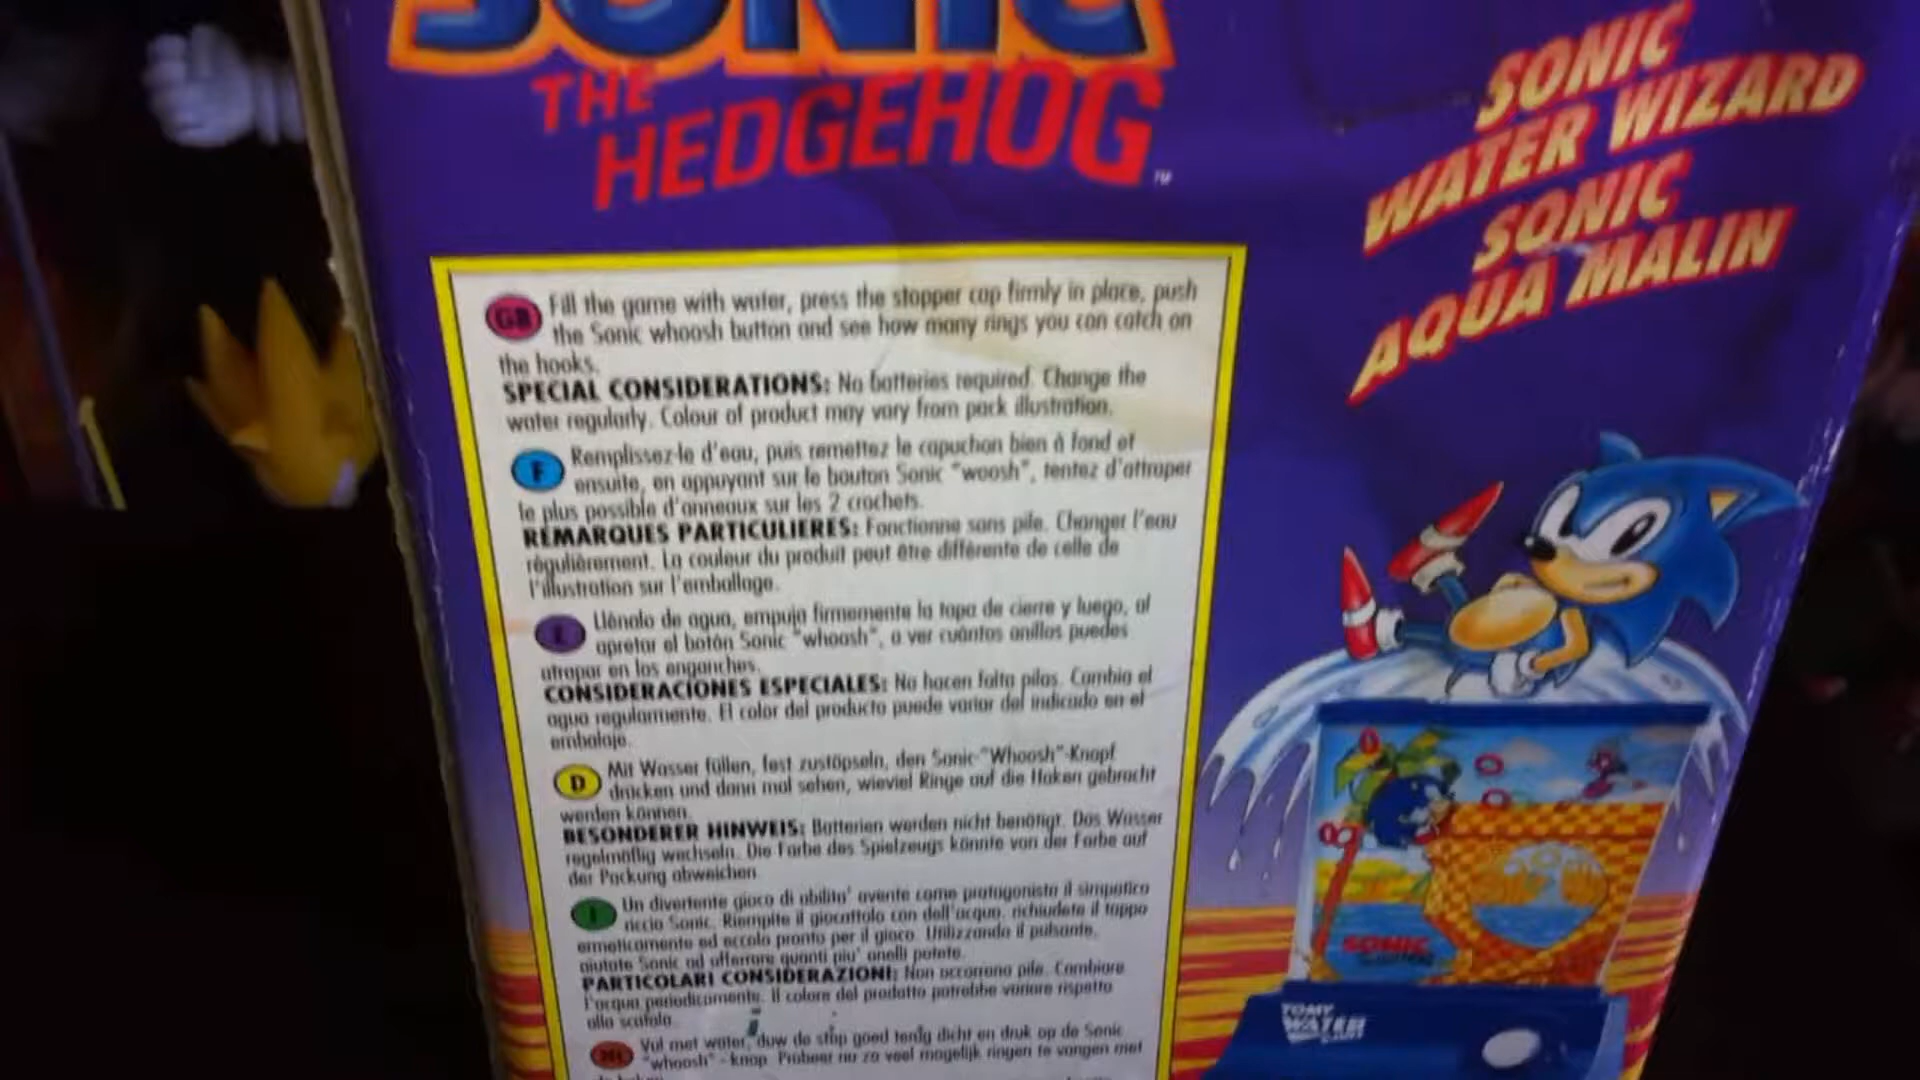 SONIC
THE
HEDGEHOG™
SONIC
WATER WIZARD
SONIC
AQUA MALIN
GB Fill the game with water, press the stopper cap firmly in place, push
the Sonic whoosh button and see how many rings you can catch on
the hooks.
SPECIAL CONSIDERATIONS: No batteries required. Change the
water regularly. Colour of product may vary from pack illustration.
F Remplissez-le d'eau, puis remettez le capuchon bien à fond et
ensuite, en appuyant sur le bouton Sonic "woosh", tentez d'attraper
le plus possible d'anneaux sur les 2 crochets.
REMARQUES PARTICULIERES: Fonctionne sans pile. Changer l'eau
régulièrement. La couleur du produit peut être différente de celle de
l'illustration sur l'emballage.
E Llénalo de agua, empuja firmemente la tapa de cierre y luego, al
apretar el botón Sonic "whoosh", a ver cuántos anillos puedes
atrapar en los enganches.
CONSIDERACIONES ESPECIALES: No hacen falta pilas. Cambia el
agua regularmente. El color del producto puede variar del indicado en el
embalaje.
D Mit Wasser füllen, fest zustöpseln, den Sonic-"Whoosh"-Knopf
drücken und dann mal sehen, wieviel Ringe auf die Haken gebracht
werden können.
BESONDERER HINWEIS: Batterien werden nicht benötigt. Das Wasser
regelmäßig wechseln. Die Farbe des Spielzeugs könnte von der Farbe auf
der Packung abweichen.
I Un divertente gioco di abilita' avente come protagonista il simpatico
riccio Sonic. Riempite il giocattolo con dell'acqua, richiudete il tappo
ermeticamente ed eccolo pronto per il gioco. Utilizzando il pulsante,
aiutate Sonic ad afferrare quanti piu' anelli potete.
PARTICOLARI CONSIDERAZIONI: Non occorrono pile. Cambiare
l'acqua periodicamente. Il colore del prodotto potrebbe variare rispetto
alla scatola.
NL Vul met water, duw de stop goed stevig dicht en druk op de Sonic
"whoosh" - knop. Probeer nu zo veel mogelijk ringen te vangen met
SONIC
TOMY
WATER